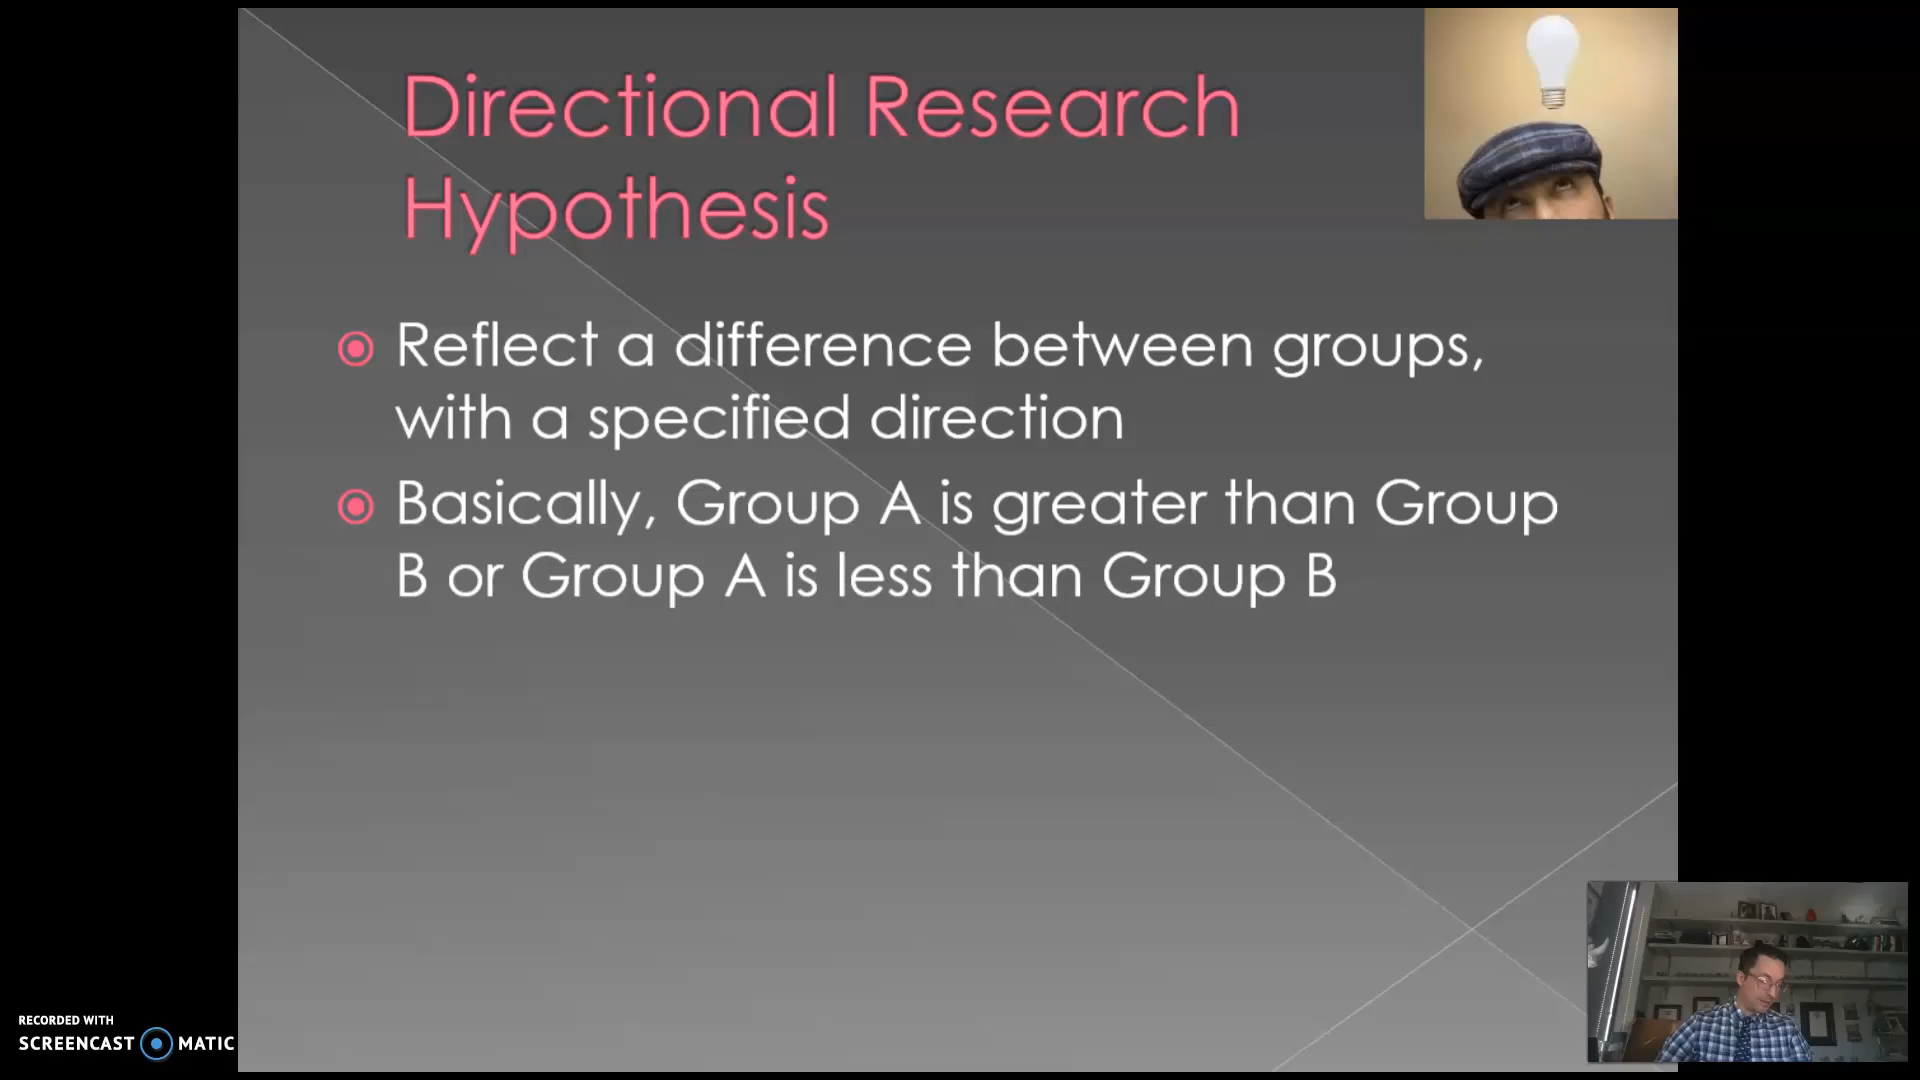 Directional Research
Hypothesis
Reflect a difference between groups,
with a specified direction
Basically, Group A is greater than Group
B or Group A is less than Group B
RECORDED WITH
SCREENCAST MATIC